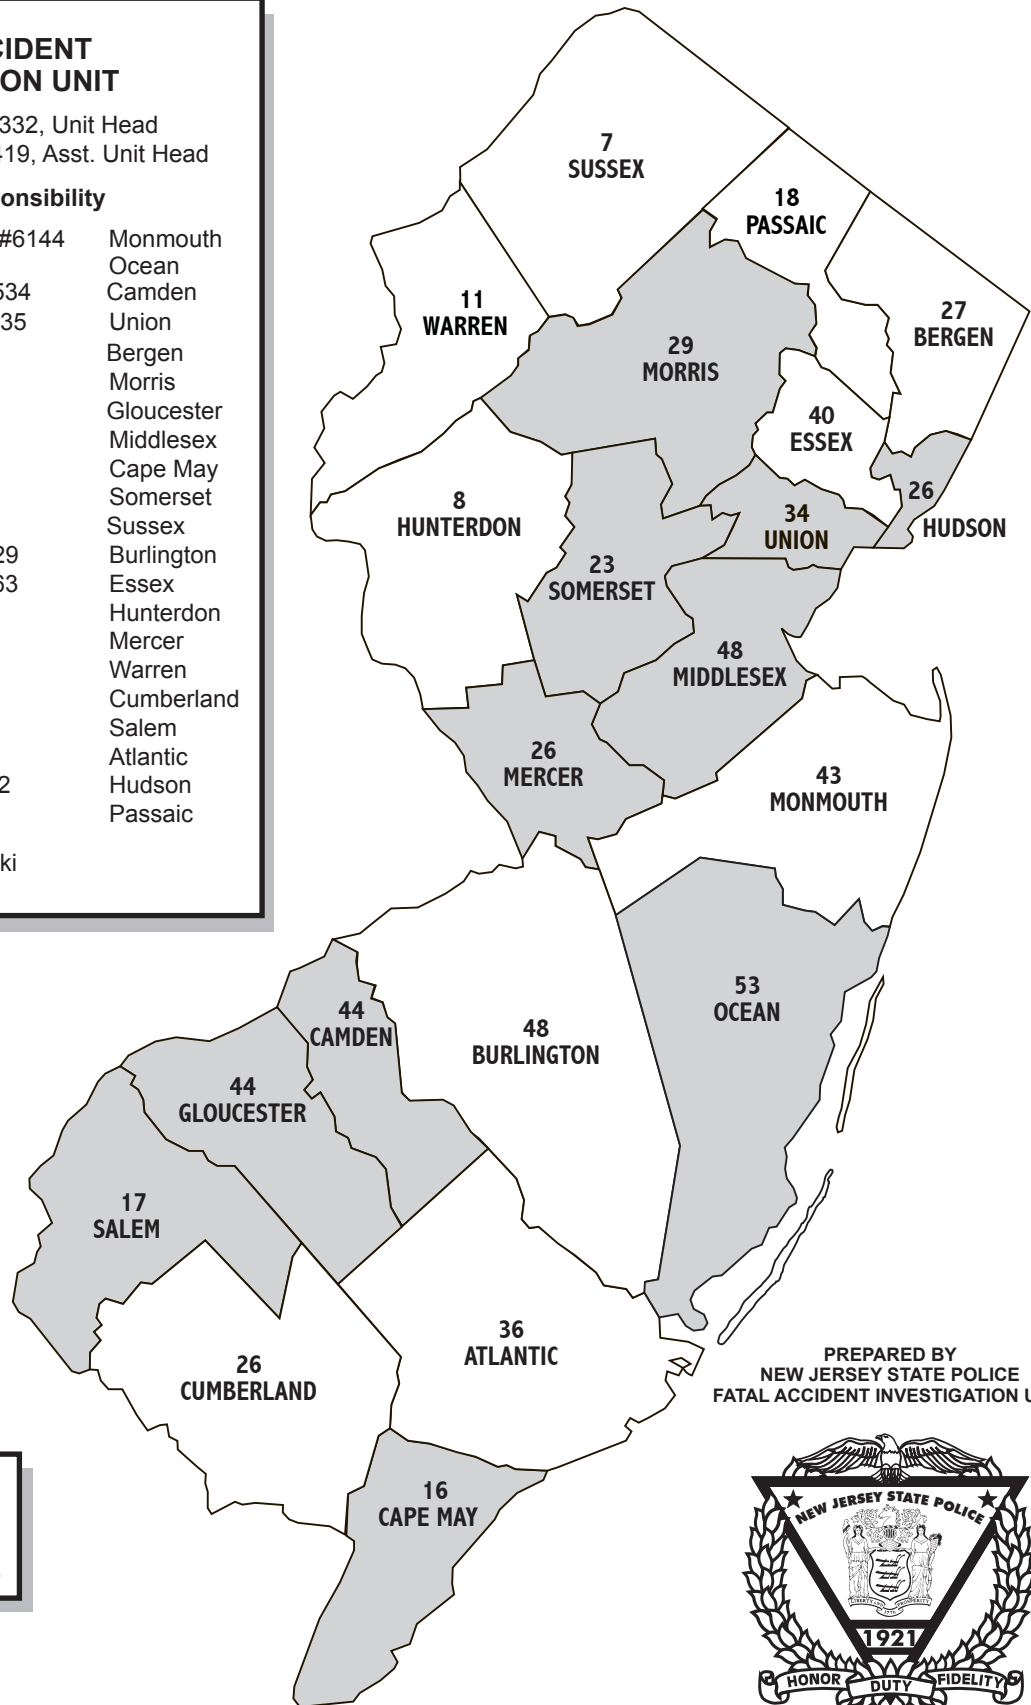 CIDENT
ON UNIT
332, Unit Head
419, Asst. Unit Head
onsibility
#6144 Monmouth
Ocean
534 Camden
35 Union
Bergen
Morris
Gloucester
Middlesex
Cape May
Somerset
Sussex
29 Burlington
63 Essex
Hunterdon
Mercer
Warren
Cumberland
Salem
Atlantic
2 Hudson
Passaic
ki
7
SUSSEX
18
PASSAIC
11
WARREN
27
BERGEN
29
MORRIS
40
ESSEX
26
HUDSON
8
HUNTERDON
34
UNION
23
SOMERSET
48
MIDDLESEX
26
MERCER
43
MONMOUTH
53
OCEAN
44
CAMDEN
48
BURLINGTON
44
GLOUCESTER
17
SALEM
36
ATLANTIC
26
CUMBERLAND
16
CAPE MAY
PREPARED BY
NEW JERSEY STATE POLICE
FATAL ACCIDENT INVESTIGATION U
NEW JERSEY STATE POLICE
LIBERTY AND PROSPERITY
1776
1921
HONOR DUTY FIDELITY